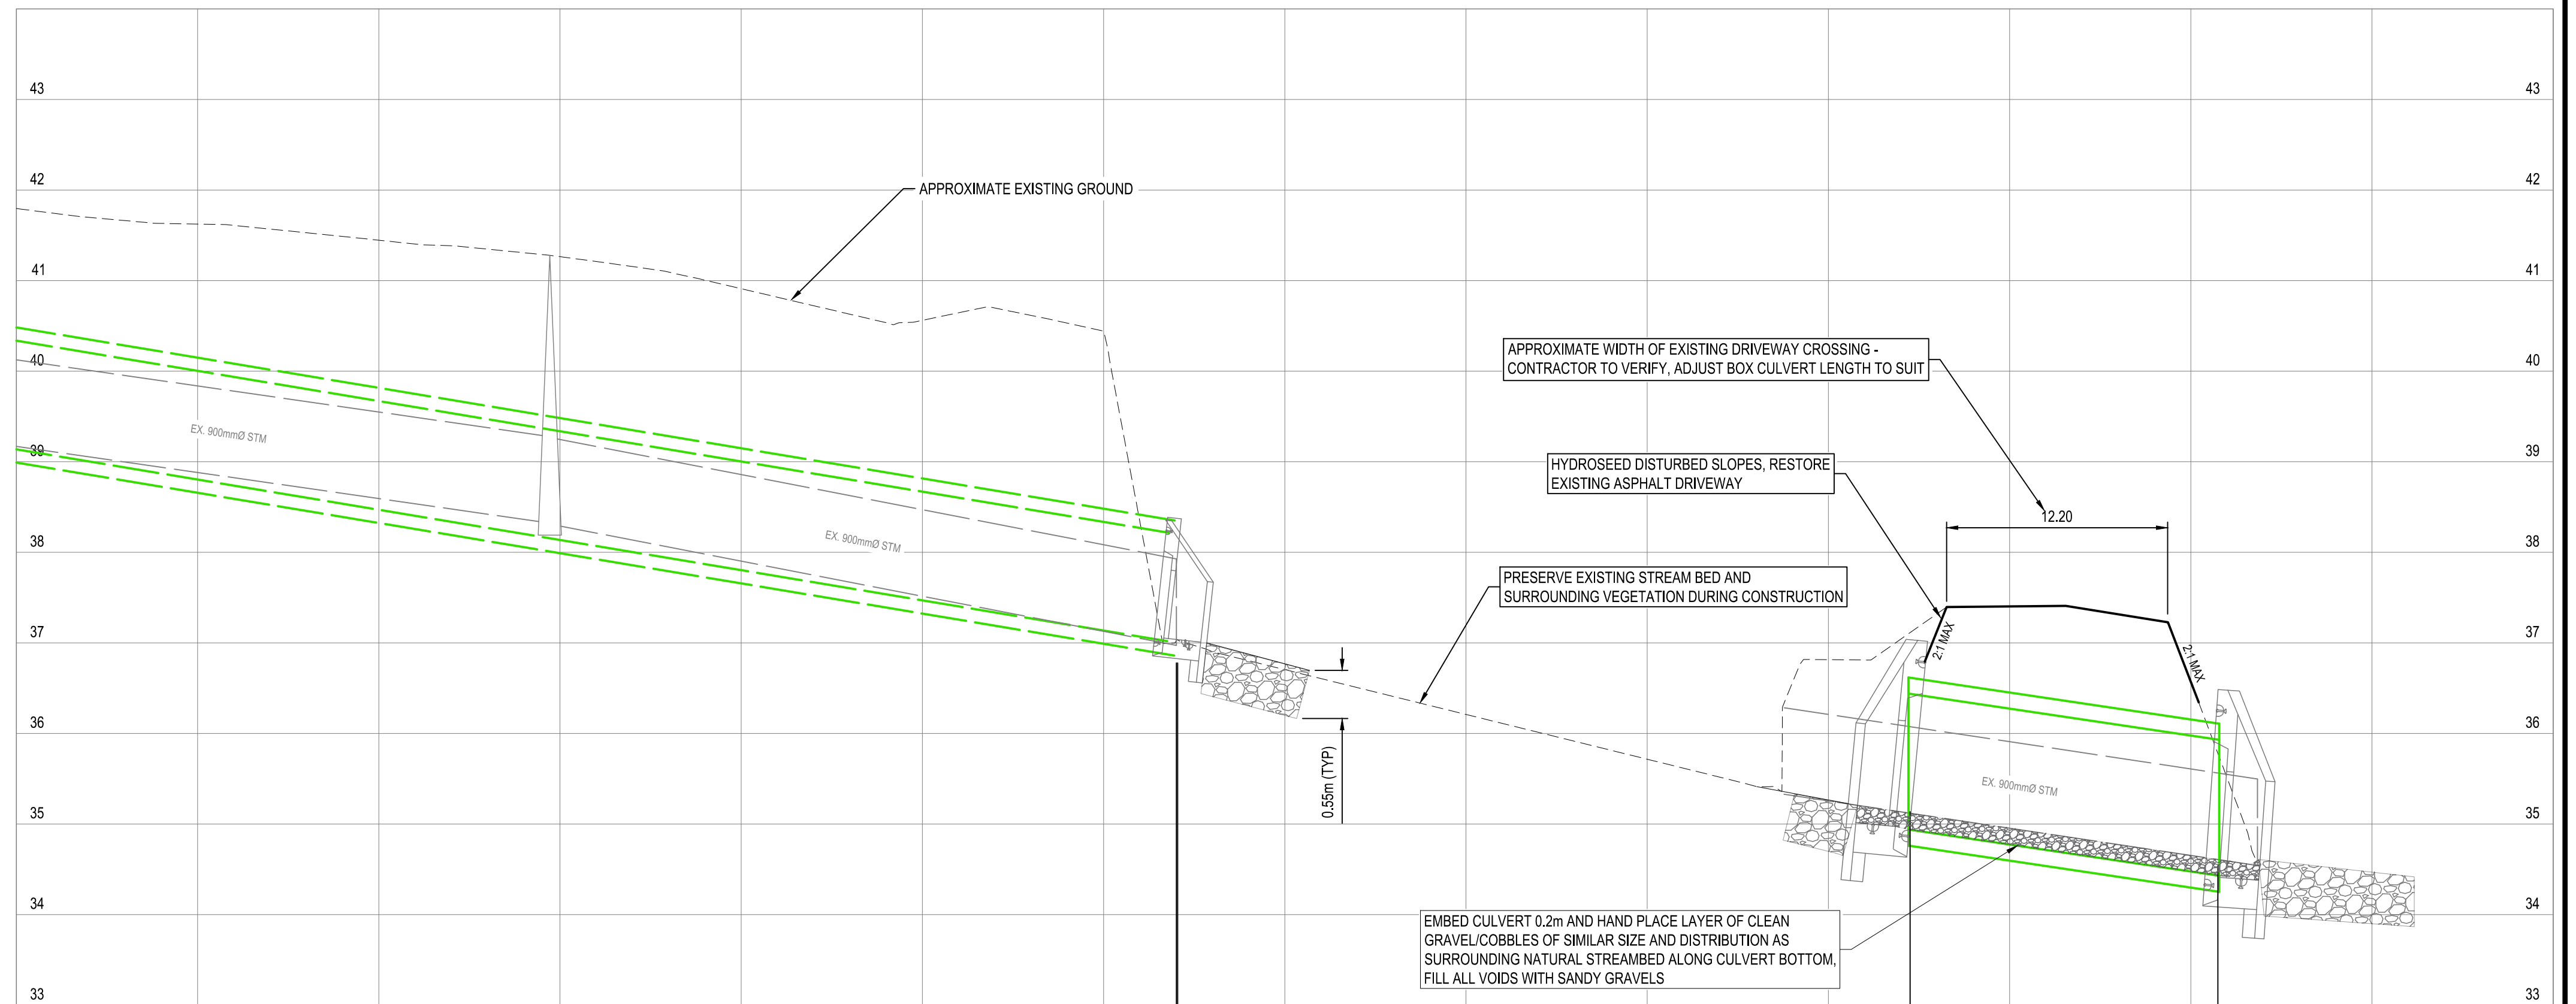 43
43
42
42
APPROXIMATE EXISTING GROUND
41
41
40
40
APPROXIMATE WIDTH OF EXISTING DRIVEWAY CROSSING -
CONTRACTOR TO VERIFY, ADJUST BOX CULVERT LENGTH TO SUIT
EX. 900mmØ STM
39
39
HYDROSEED DISTURBED SLOPES, RESTORE
EXISTING ASPHALT DRIVEWAY
12.20
EX. 900mmØ STM
38
38
PRESERVE EXISTING STREAM BED AND
SURROUNDING VEGETATION DURING CONSTRUCTION
37
37
2:1 MAX
2:1 MAX
36
36
0.55m (TYP)
EX. 900mmØ STM
35
35
34
34
EMBED CULVERT 0.2m AND HAND PLACE LAYER OF CLEAN
GRAVEL/COBBLES OF SIMILAR SIZE AND DISTRIBUTION AS
SURROUNDING NATURAL STREAMBED ALONG CULVERT BOTTOM,
FILL ALL VOIDS WITH SANDY GRAVELS
33
33